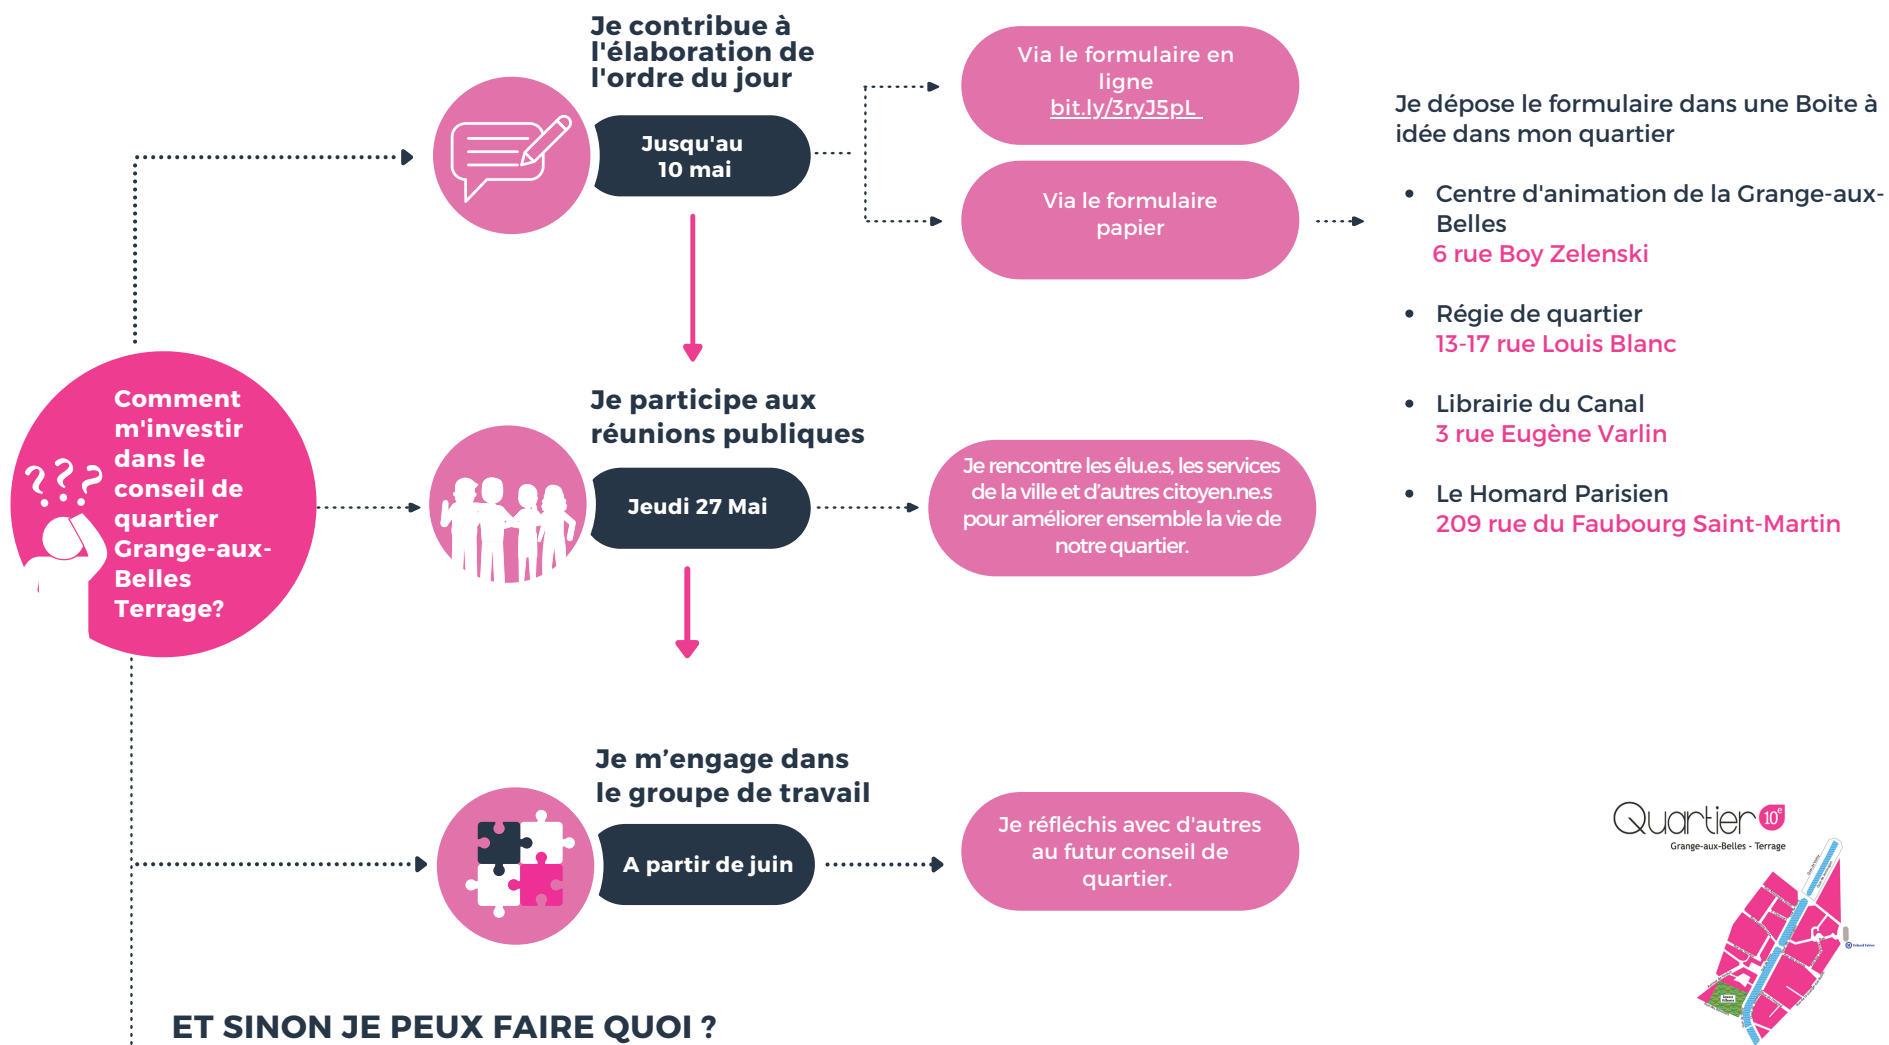 Je contribue à
l'élaboration de
l'ordre du jour
Jusqu'au
10 mai
Via le formulaire en
ligne
bit.ly/3ryJ5pL
Via le formulaire
papier
Je dépose le formulaire dans une Boite à
idée dans mon quartier
• Centre d'animation de la Grange-aux-
Belles
6 rue Boy Zelenski
• Régie de quartier
13-17 rue Louis Blanc
• Librairie du Canal
3 rue Eugène Varlin
• Le Homard Parisien
209 rue du Faubourg Saint-Martin
???
Comment
m'investir
dans le
conseil de
quartier
Grange-aux-
Belles
Terrage?
Je participe aux
réunions publiques
Jeudi 27 Mai
Je rencontre les élu.e.s, les services
de la ville et d’autres citoyen.ne.s
pour améliorer ensemble la vie de
notre quartier.
Je m’engage dans
le groupe de travail
A partir de juin
Je réfléchis avec d'autres
au futur conseil de
quartier.
Quartier 10e
Grange-aux-Belles - Terrage
ET SINON JE PEUX FAIRE QUOI ?